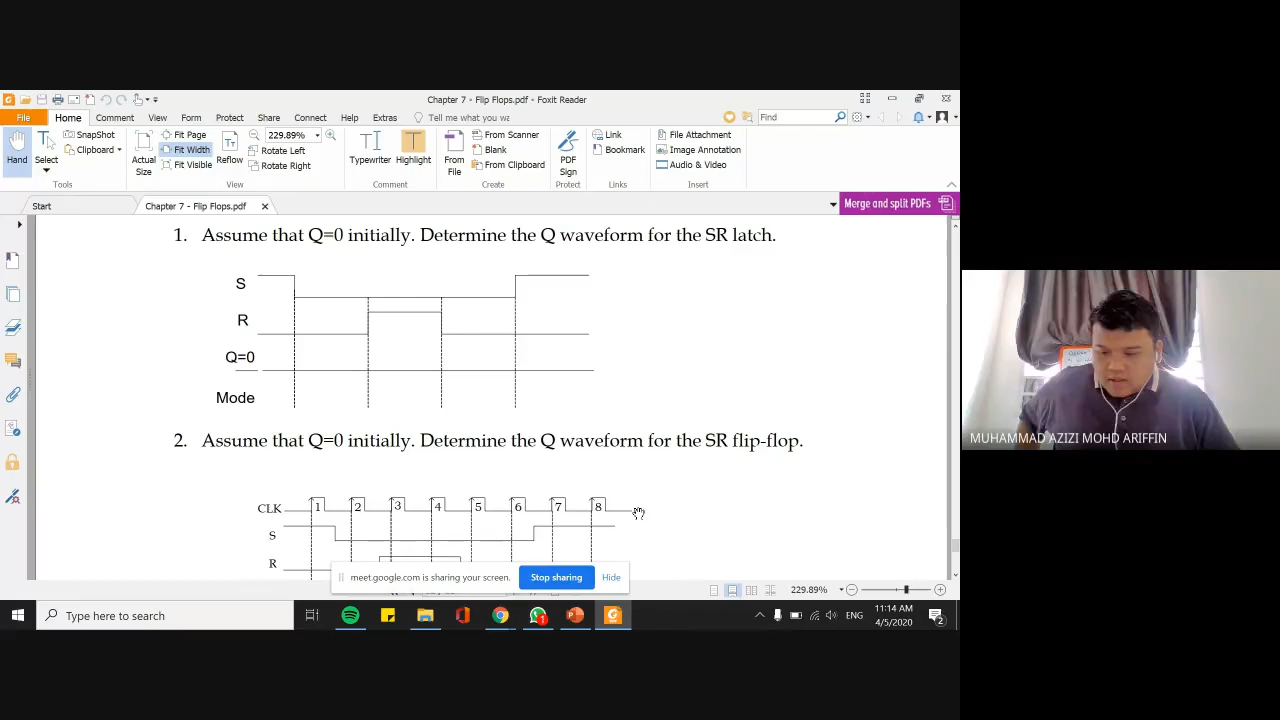 Chapter 7 - Flip Flops.pdf - Foxit Reader
File Home Comment View Form Protect Share Connect Help Extras Tell me what you wa Find
Hand
Select
SnapShot
Clipboard
Tools
Actual Size
Fit Page
Fit Width
Fit Visible
Reflow
229.89%
Rotate Left
Rotate Right
View
Typewriter
Highlight
Comment
From File
From Scanner
Blank
From Clipboard
Create
PDF Sign
Protect
Link
Bookmark
Links
File Attachment
Image Annotation
Audio & Video
Insert
Start
Chapter 7 - Flip Flops.pdf
Merge and split PDFs
1. Assume that Q=0 initially. Determine the Q waveform for the SR latch.
S
R
Q=0
Mode
2. Assume that Q=0 initially. Determine the Q waveform for the SR flip-flop.
CLK 1 2 3 4 5 6 7 8
S
R
meet.google.com is sharing your screen. Stop sharing Hide
229.89%
Type here to search
1
ENG
11:14 AM
4/5/2020
2
MUHAMMAD AZIZI MOHD ARIFFIN